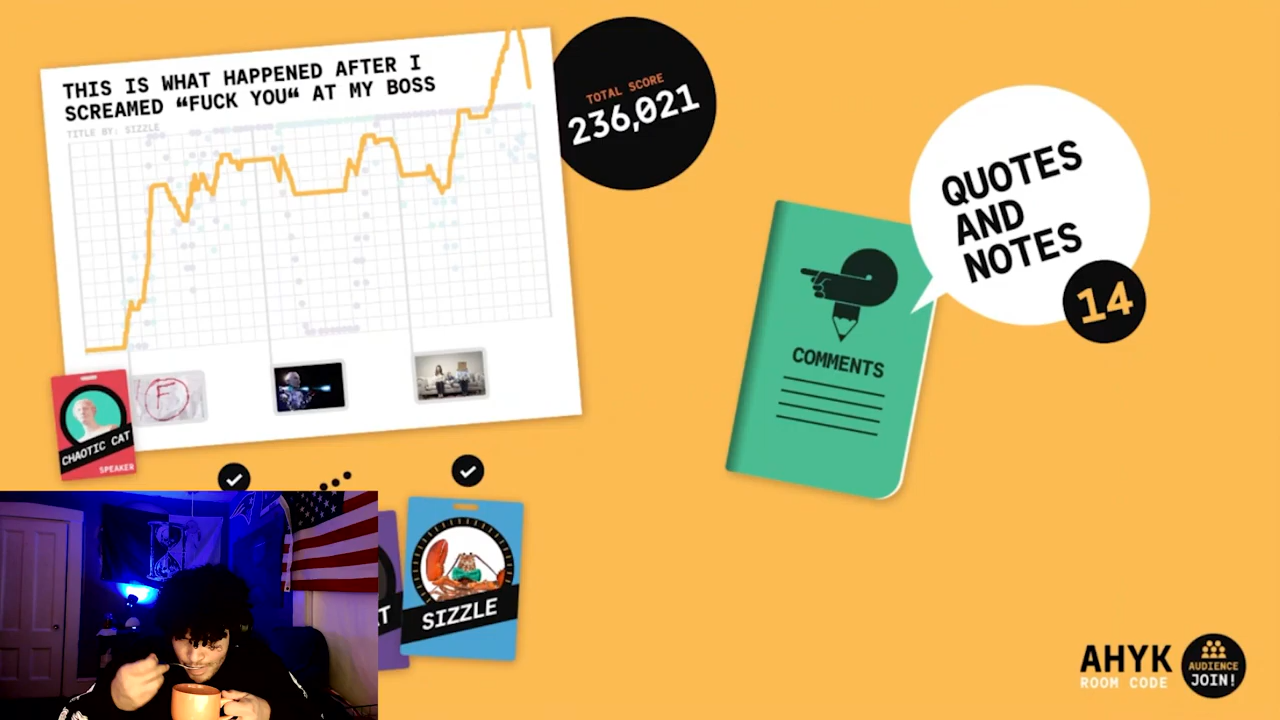 THIS IS WHAT HAPPENED AFTER I
SCREAMED “FUCK YOU“ AT MY BOSS
TITLE BY: SIZZLE
TOTAL SCORE
236,021
QUOTES
AND
NOTES
14
COMMENTS
F
CHAOTIC CAT
SPEAKER
SIZZLE
AHYK
ROOM CODE
AUDIENCE
JOIN!